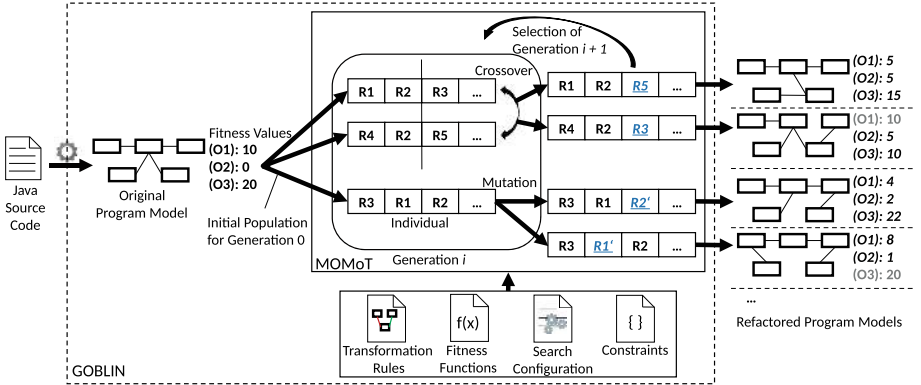 Java
Source
Code
Original
Program Model
Fitness Values
(O1): 10
(O2): 0
(O3): 20
Initial Population
for Generation 0
Selection of
Generation i + 1
Crossover
R1 R2 R3 ...
R4 R2 R5 ...
Mutation
R3 R1 R2 ...
Individual
Generation i
MOMoT
R1 R2 R5 ...
R4 R2 R3 ...
R3 R1 R2‘ ...
R3 R1‘ R2 ...
(O1): 5
(O2): 5
(O3): 15
(O1): 10
(O2): 5
(O3): 10
(O1): 4
(O2): 2
(O3): 22
(O1): 8
(O2): 1
(O3): 20
...
Refactored Program Models
f(x)
{ }
Transformation
Rules
Fitness
Functions
Search
Configuration
Constraints
GOBLIN